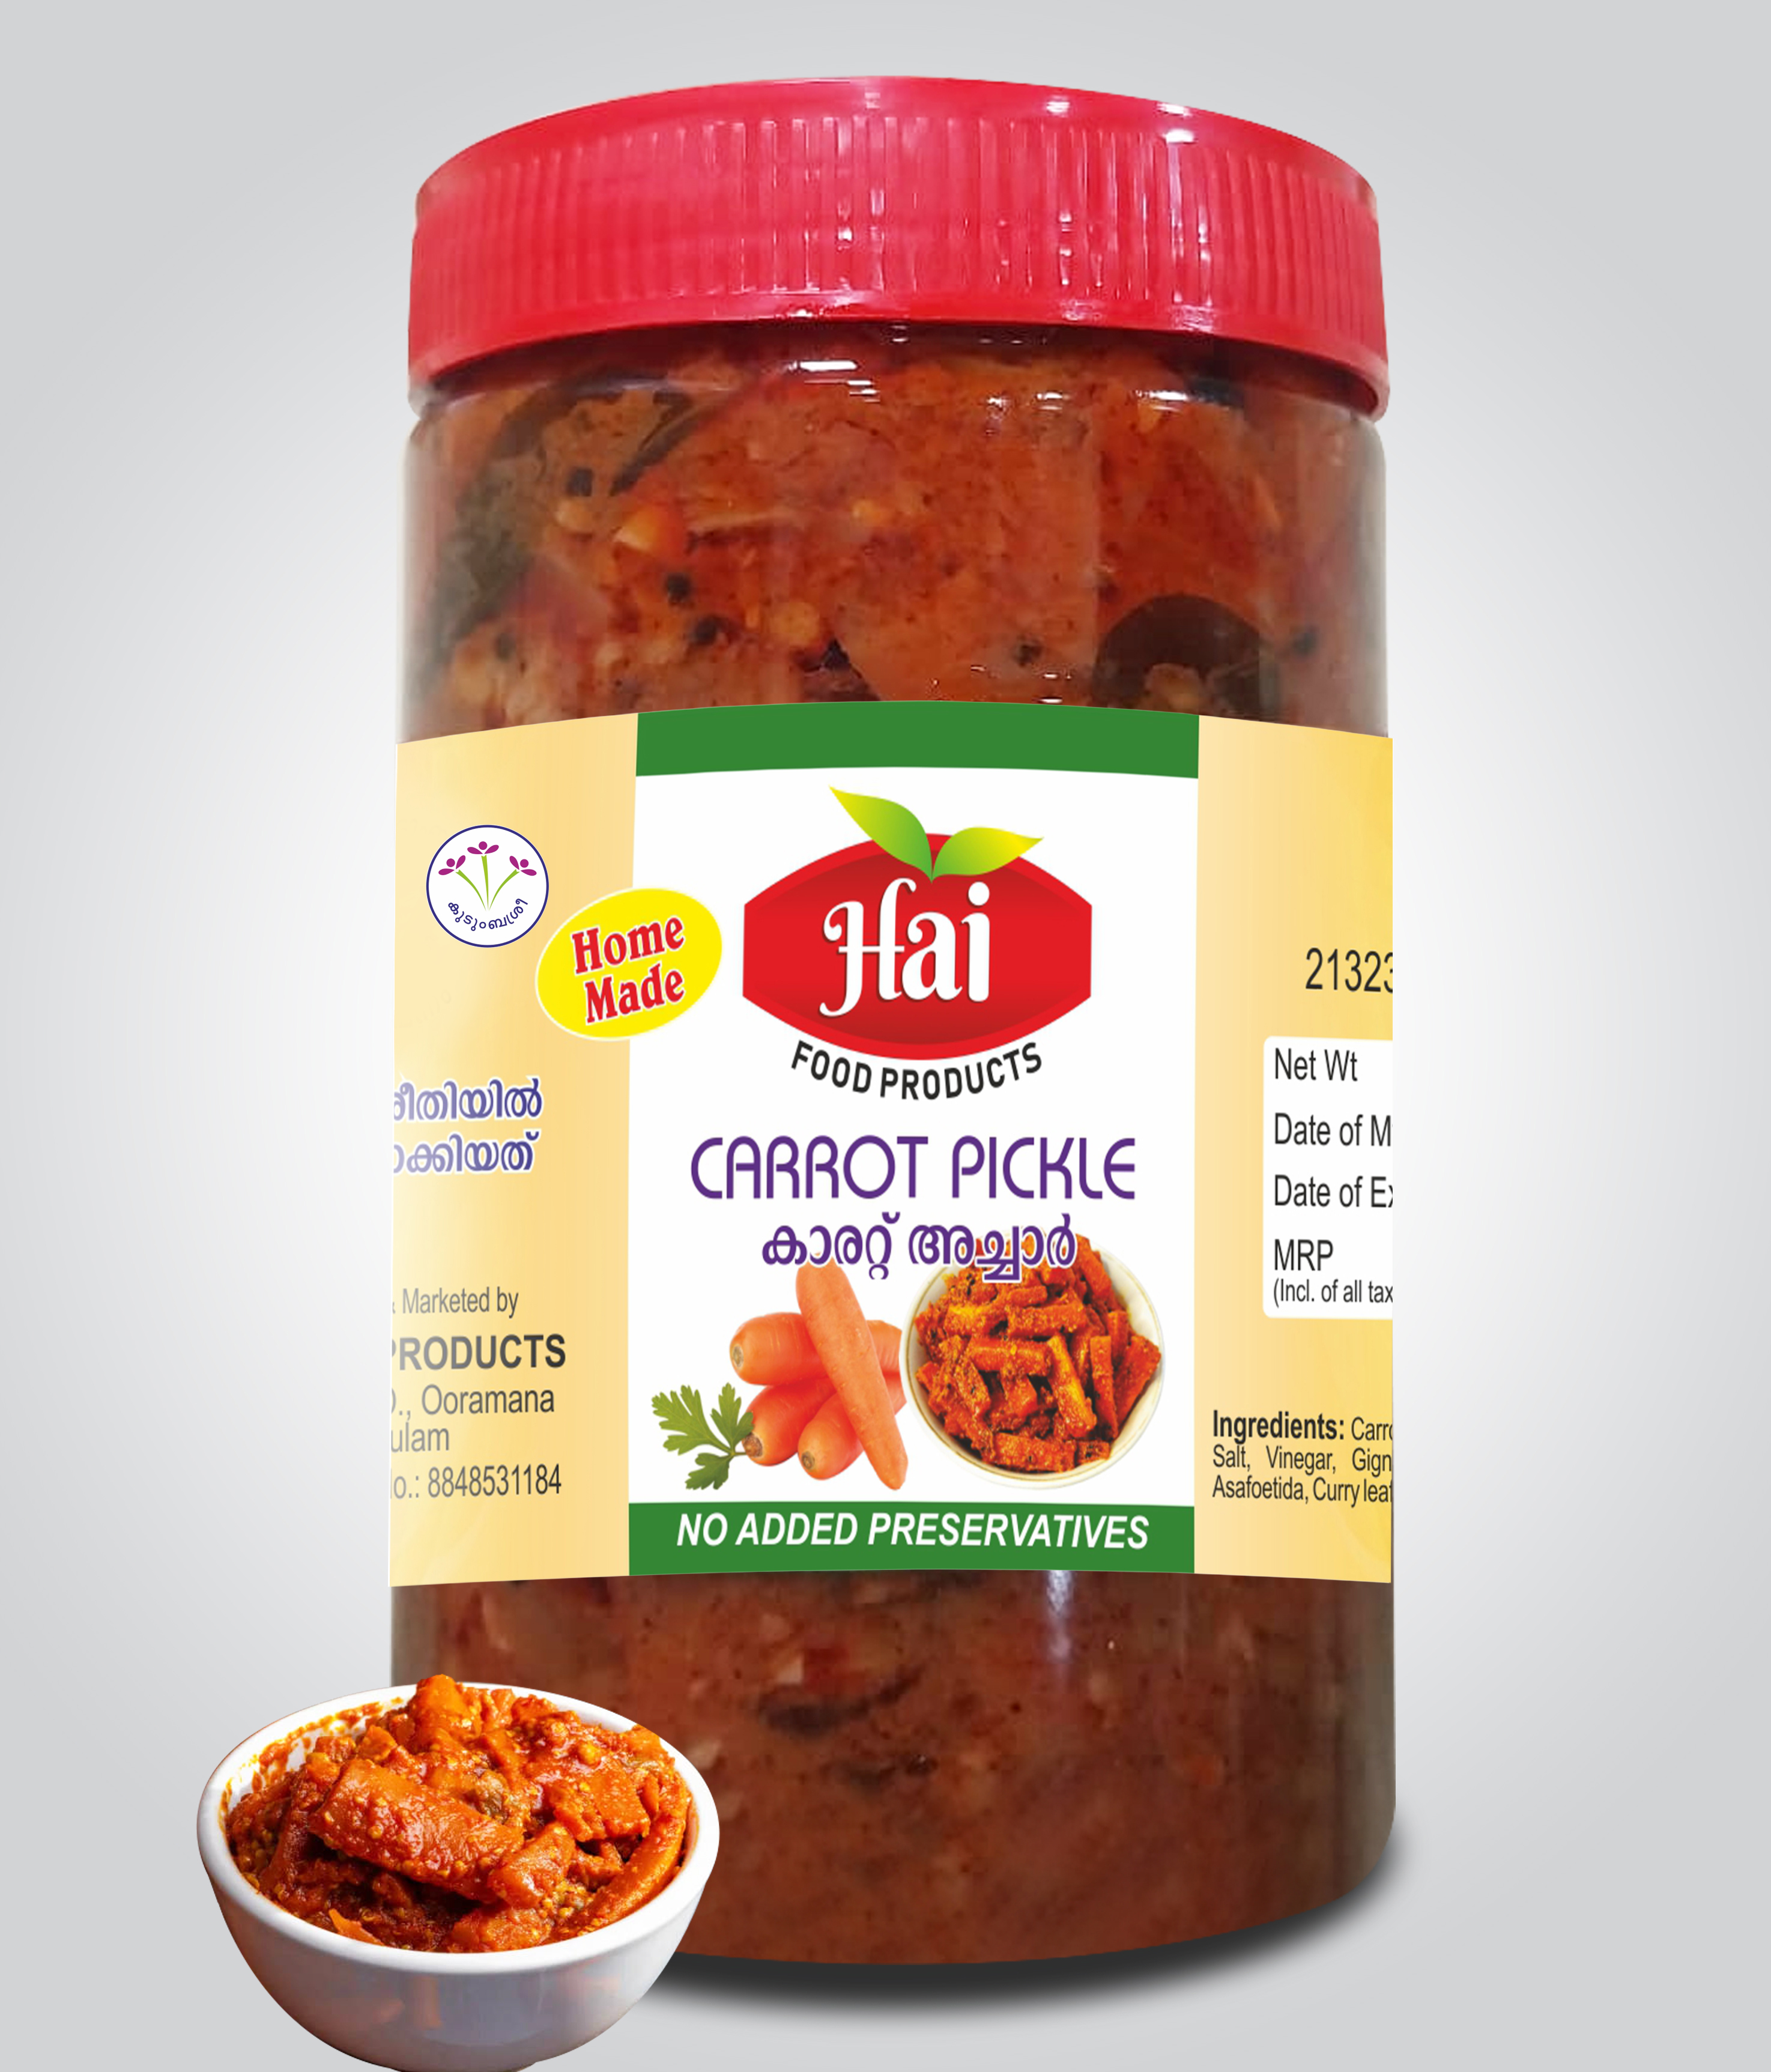 കുടുംബശ്രീ
Home
Made
രീതിയിൽ
ക്കിയത്
Marketed by
PRODUCTS
Ooramana
ulam
o.: 8848531184
Hai
FOOD PRODUCTS
CARROT PICKLE
കാരറ്റ് അച്ചാർ
NO ADDED PRESERVATIVES
21323
Net Wt
Date of M
Date of Ex
MRP
(Incl. of all tax
Ingredients: Carro
Salt, Vinegar, Gign
Asafoetida, Curry leaf